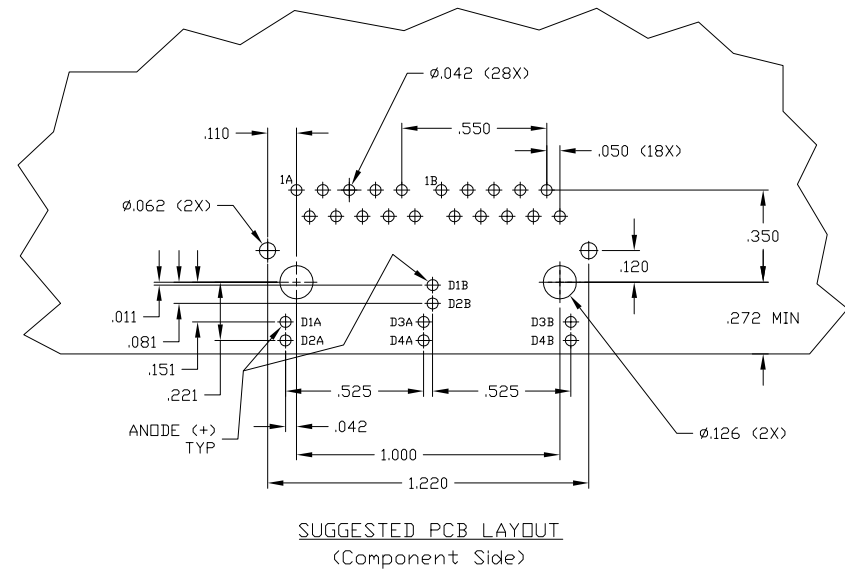 Ø.042 (28X)
.110
.550
.050 (18X)
1A
1B
Ø.062 (2X)
.350
.120
D1B
D2B
.011
.272 MIN
D1A
D3A
D3B
.081
D2A
D4A
D4B
.151
.221
.525
.525
ANODE (+)
TYP
.042
Ø.126 (2X)
1.000
1.220
SUGGESTED PCB LAYOUT
(Component Side)